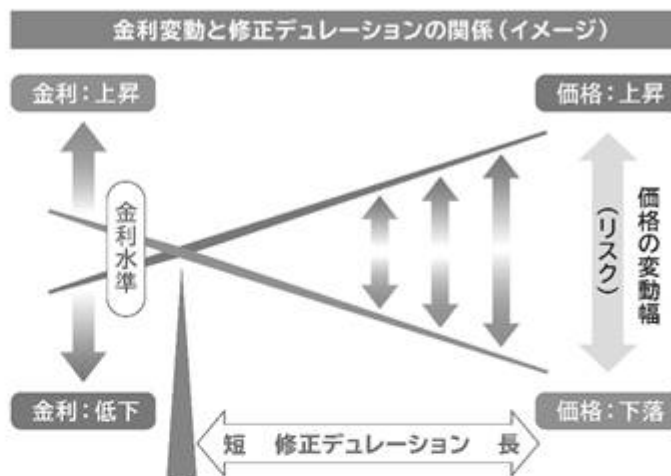 金利変動と修正デュレーションの関係（イメージ）
金利：上昇
価格：上昇
金利水準
価格の変動幅
（リスク）
金利：低下
価格：下落
短 修正デュレーション 長